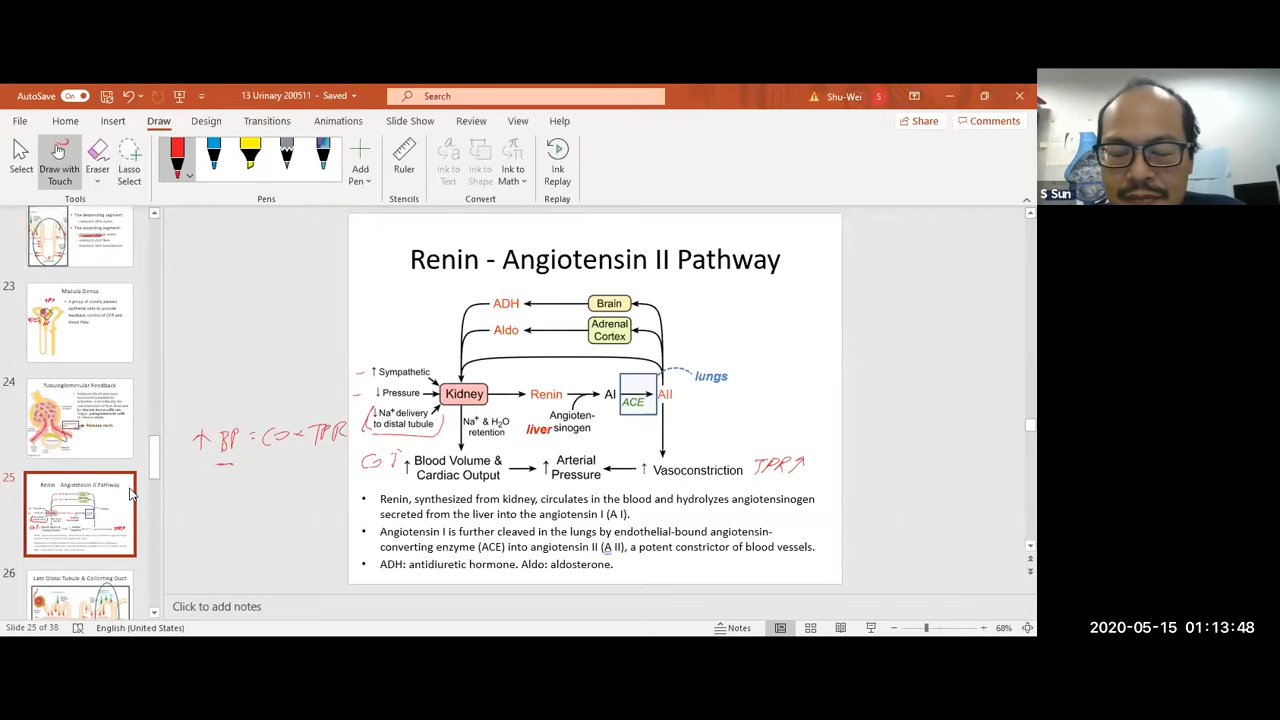 AutoSave On
13 Urinary 200511 - Saved
Search
Shu-Wei S
File Home Insert Draw Design Transitions Animations Slide Show Review View Help
Share Comments
Select Draw with Touch Eraser Lasso Select
Add Pen
Ruler
Ink to Text Ink to Shape Ink to Math
Ink Replay
Tools Pens Stencils Convert Replay
S Sun
23
Macula Densa
24
Tubuloglomerular Feedback
Release renin
25
Renin - Angiotensin II Pathway
26
Late Distal Tubule & Collecting Duct
Renin - Angiotensin II Pathway
ADH Brain
Aldo Adrenal Cortex
↑ Sympathetic
↓ Pressure
↓ Na+ delivery to distal tubule
Kidney Renin AI ACE AII
lungs
Angioten-
sinogen
liver
Na+ & H2O
retention
↑ BP = CO × TPR
CO ↑
↑ Blood Volume &
Cardiac Output
↑ Arterial
Pressure
↑ Vasoconstriction
TPR ↑
• Renin, synthesized from kidney, circulates in the blood and hydrolyzes angiotensinogen
secreted from the liver into the angiotensin I (A I).
• Angiotensin I is further cleaved in the lungs by endothelial-bound angiotensin-
converting enzyme (ACE) into angiotensin II (A II), a potent constrictor of blood vessels.
• ADH: antidiuretic hormone. Aldo: aldosterone.
Click to add notes
Slide 25 of 38 English (United States) Notes 68%
2020-05-15 01:13:48